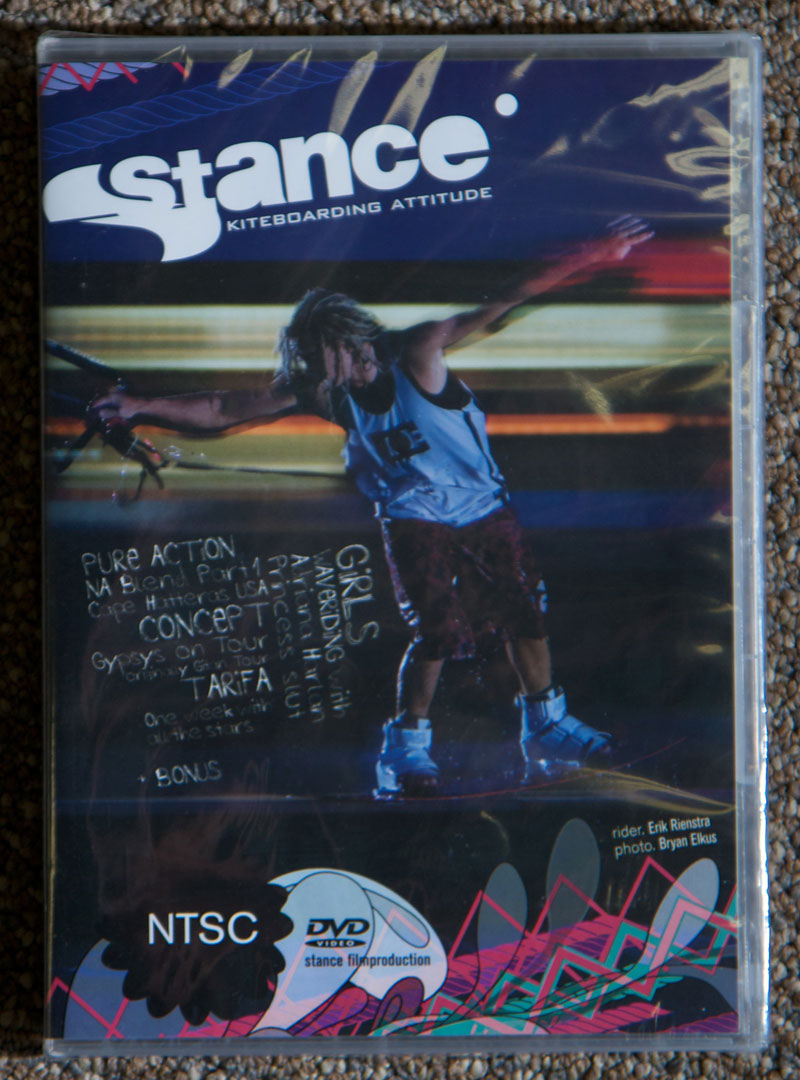 Stance
KITEBOARDING ATTITUDE
PURE ACTION
NA Blend Part 1
Cape Hatteras USA
CONCEPT
Gypsys on Tour
TARIFA
One week with
all the stars
+ BONUS
GIRLS
WAVERIDING with
Princess Slut
rider. Erik Rienstra
photo. Bryan Elkus
NTSC
DVD
VIDEO
stance filmproduction